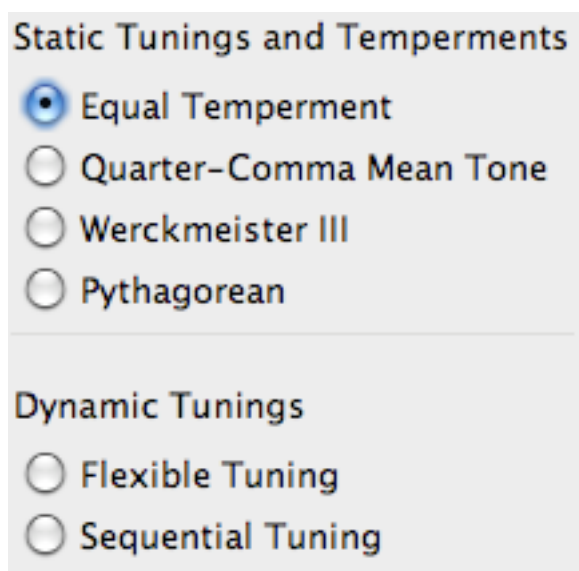 Static Tunings and Temperments
Equal Temperment
Quarter-Comma Mean Tone
Werckmeister III
Pythagorean
Dynamic Tunings
Flexible Tuning
Sequential Tuning